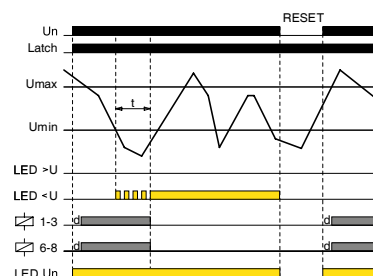 RESET
Un
Latch
Umax
t
Umin
LED >U
LED <U
1-3 d d
6-8 d d
LED Un